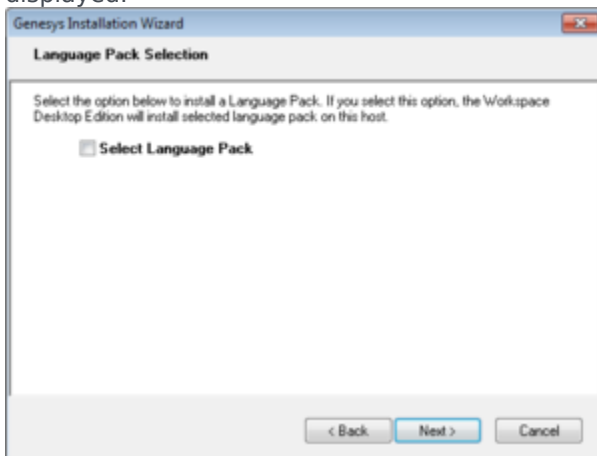 displayed.
Genesys Installation Wizard
Language Pack Selection
Select the option below to install a Language Pack. If you select this option, the Workspace
Desktop Edition will install selected language pack on this host.
Select Language Pack
< Back Next > Cancel